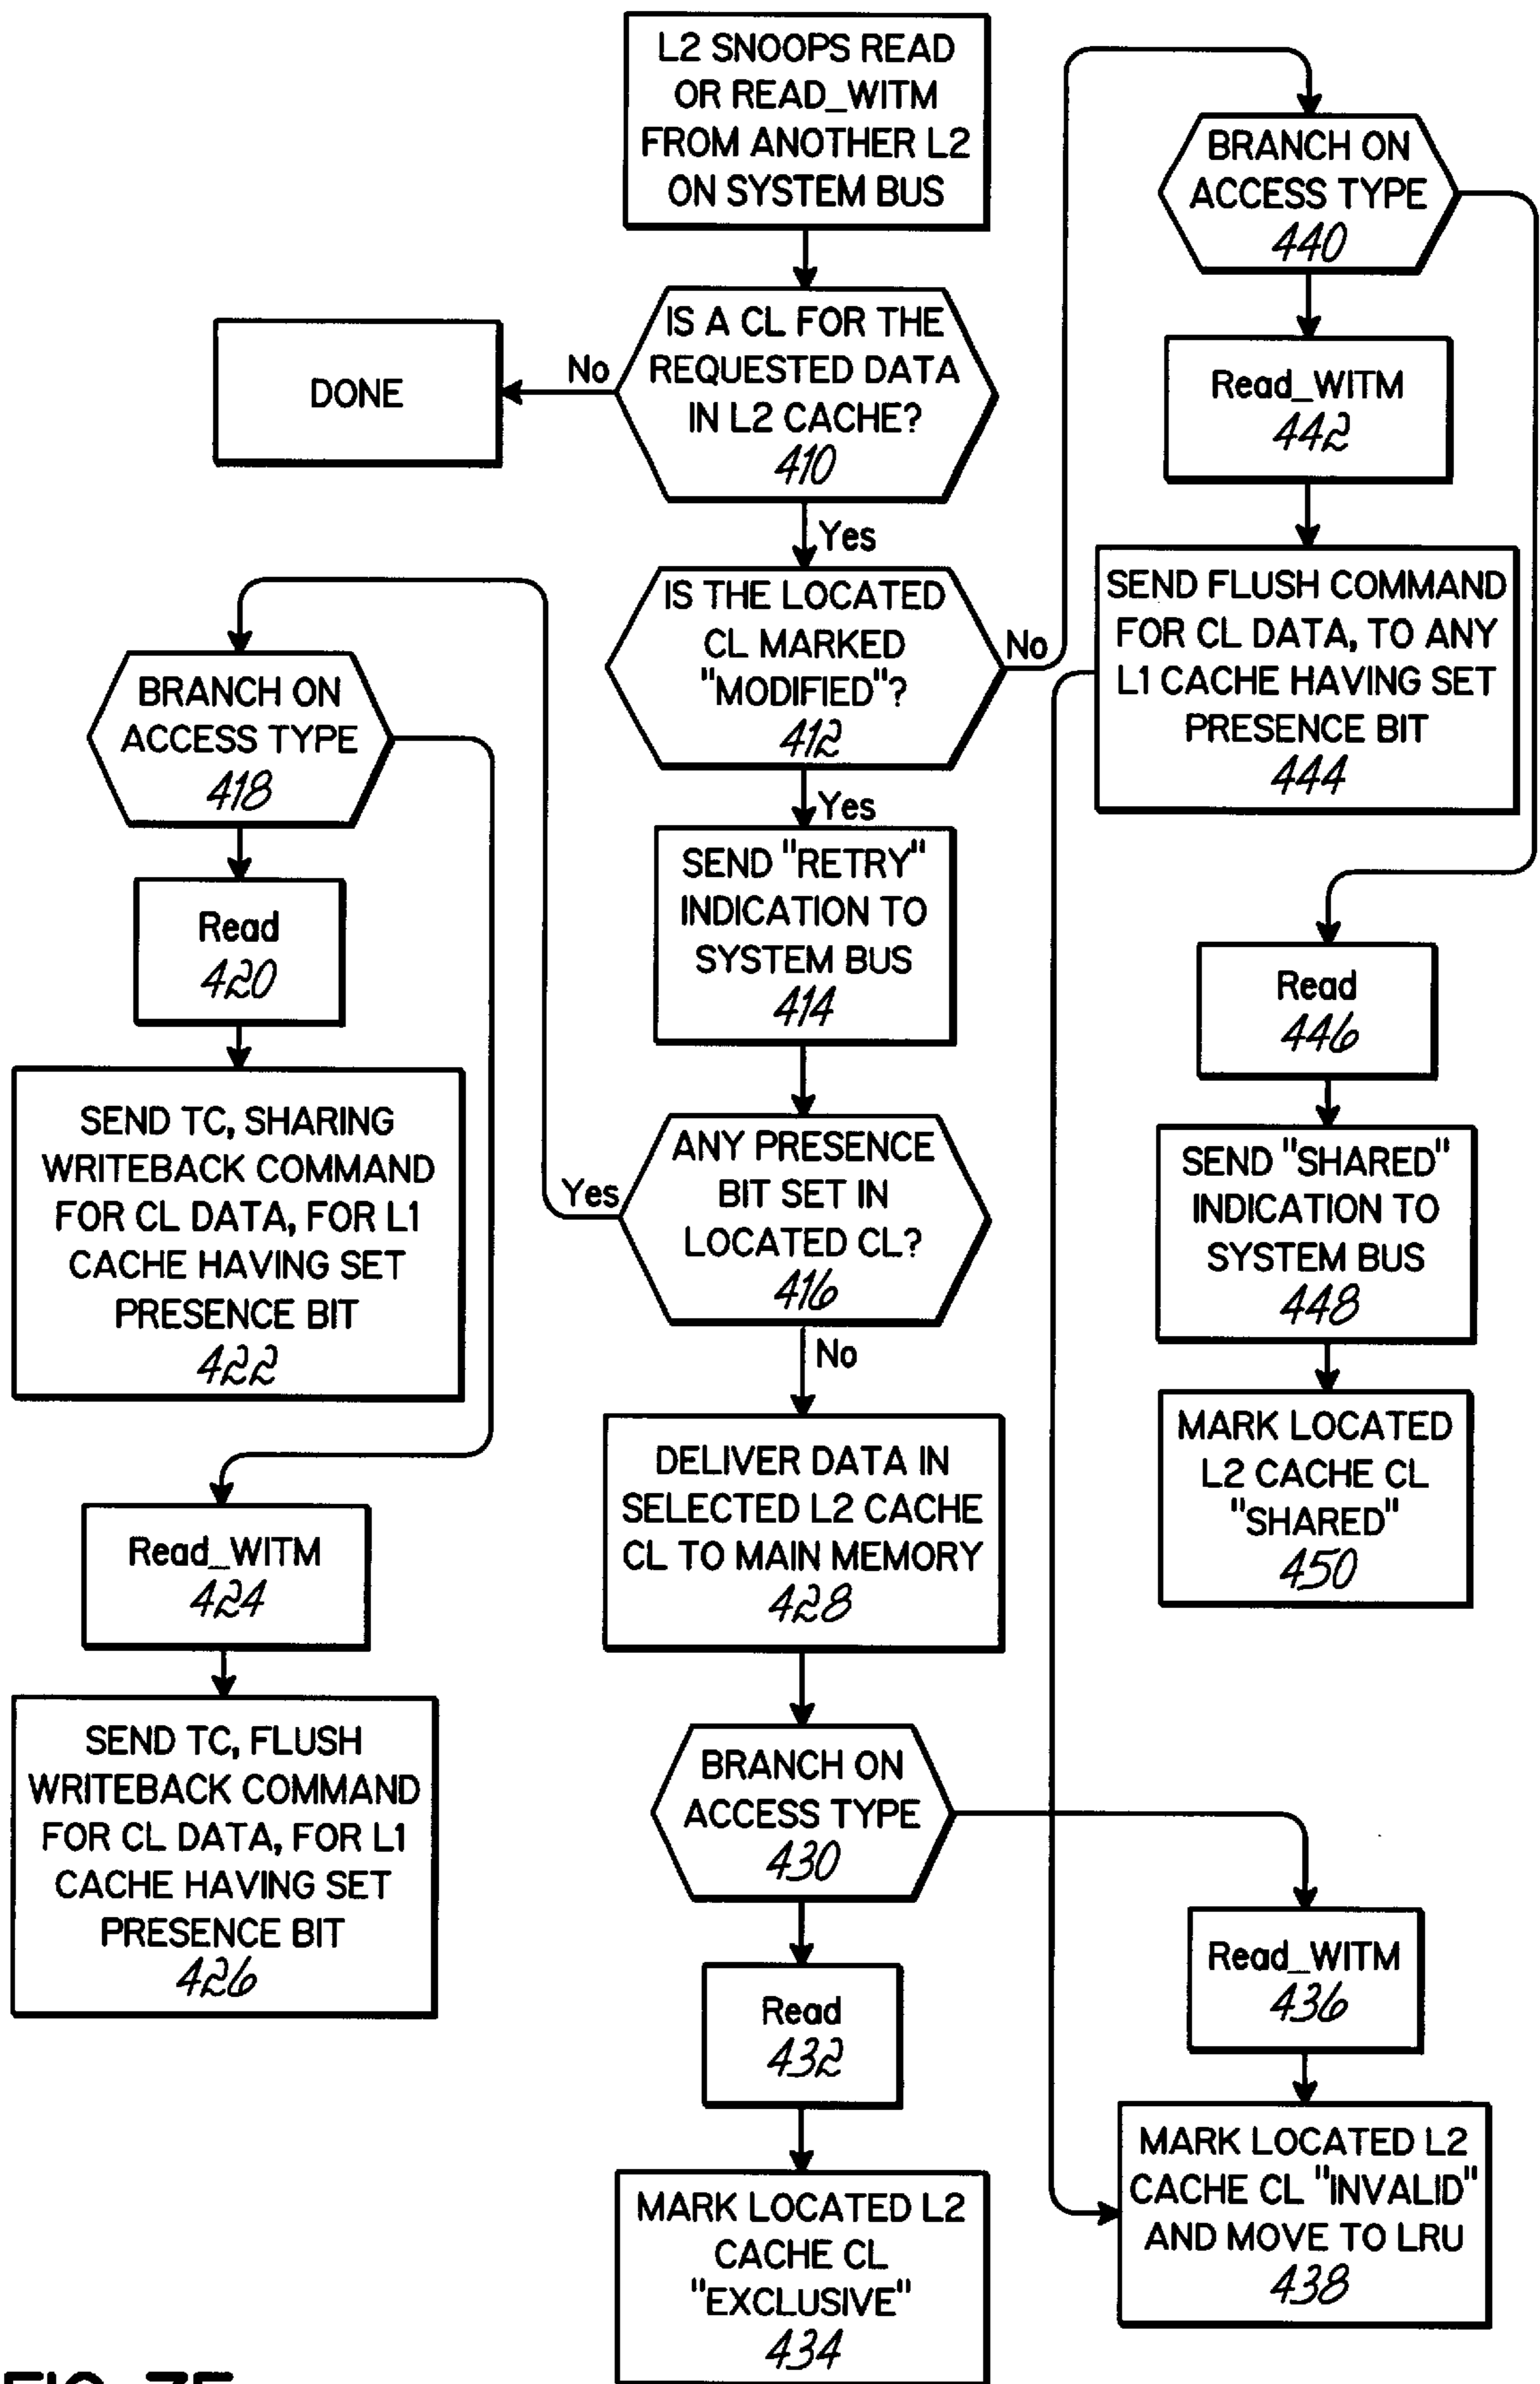 L2 SNOOPS READ
OR READ_WITM
FROM ANOTHER L2
ON SYSTEM BUS
IS A CL FOR THE
REQUESTED DATA
IN L2 CACHE?
410
No
DONE
Yes
IS THE LOCATED
CL MARKED
"MODIFIED"?
412
No
Yes
SEND "RETRY"
INDICATION TO
SYSTEM BUS
414
ANY PRESENCE
BIT SET IN
LOCATED CL?
416
Yes
No
BRANCH ON
ACCESS TYPE
418
Read
420
SEND TC, SHARING
WRITEBACK COMMAND
FOR CL DATA, FOR L1
CACHE HAVING SET
PRESENCE BIT
422
Read_WITM
424
SEND TC, FLUSH
WRITEBACK COMMAND
FOR CL DATA, FOR L1
CACHE HAVING SET
PRESENCE BIT
426
DELIVER DATA IN
SELECTED L2 CACHE
CL TO MAIN MEMORY
428
BRANCH ON
ACCESS TYPE
430
Read
432
MARK LOCATED L2
CACHE CL
"EXCLUSIVE"
434
BRANCH ON
ACCESS TYPE
440
Read_WITM
442
SEND FLUSH COMMAND
FOR CL DATA, TO ANY
L1 CACHE HAVING SET
PRESENCE BIT
444
Read
446
SEND "SHARED"
INDICATION TO
SYSTEM BUS
448
MARK LOCATED
L2 CACHE CL
"SHARED"
450
Read_WITM
436
MARK LOCATED L2
CACHE CL "INVALID"
AND MOVE TO LRU
438